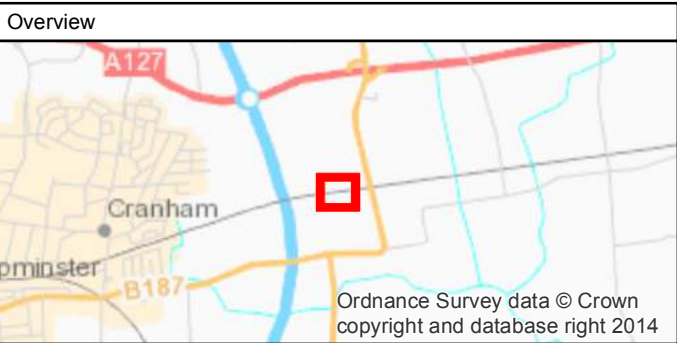 Overview
A127
Cranham
pminster
B187
Ordnance Survey data © Crown
copyright and database right 2014